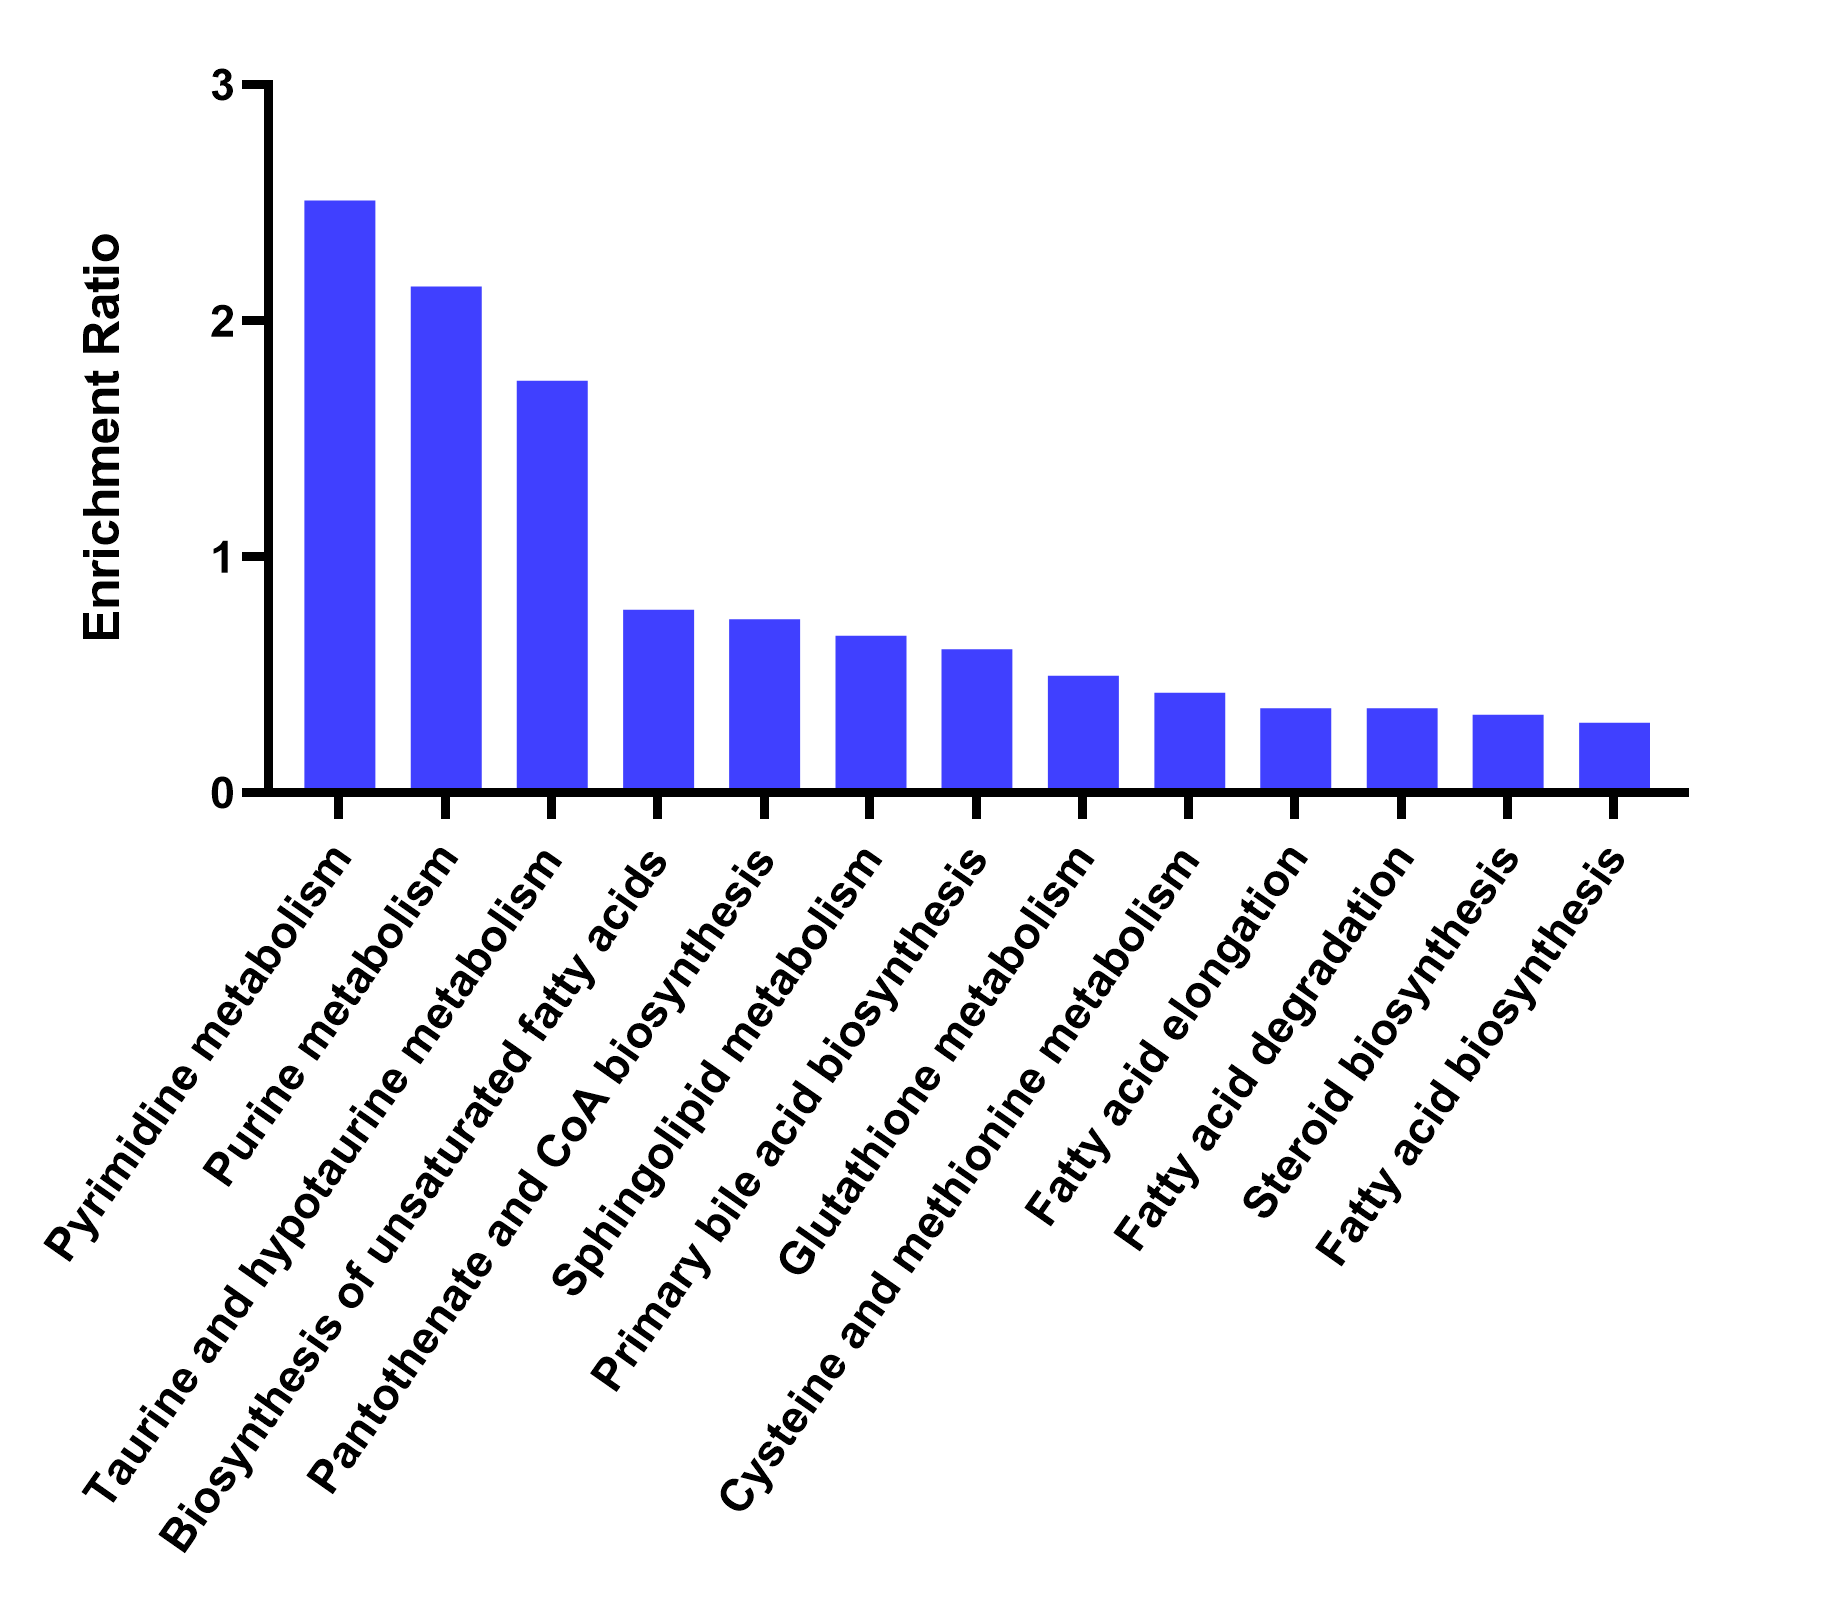 Enrichment Ratio
3
2
1
0
Pyrimidine metabolism
Purine metabolism
Taurine and hypotaurine metabolism
Biosynthesis of unsaturated fatty acids
Pantothenate and CoA biosynthesis
Sphingolipid metabolism
Primary bile acid biosynthesis
Glutathione metabolism
Cysteine and methionine metabolism
Fatty acid elongation
Fatty acid degradation
Steroid biosynthesis
Fatty acid biosynthesis